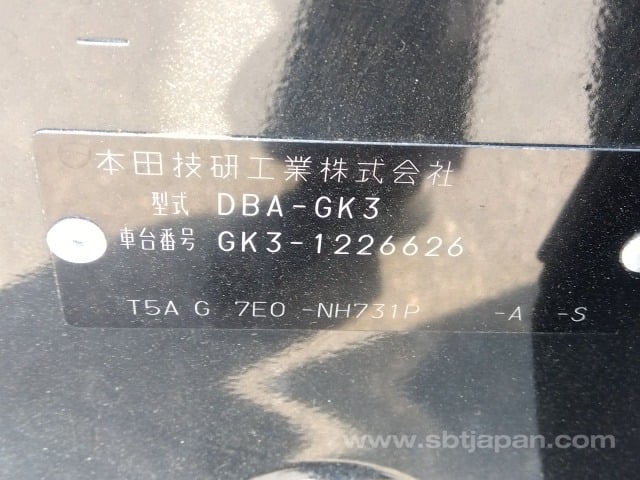 本田技研工業株式会社
型式 DBA-GK3
車台番号 GK3-1226626
T5A G 7E0 -NH731P -A -S
www.sbtjapan.com